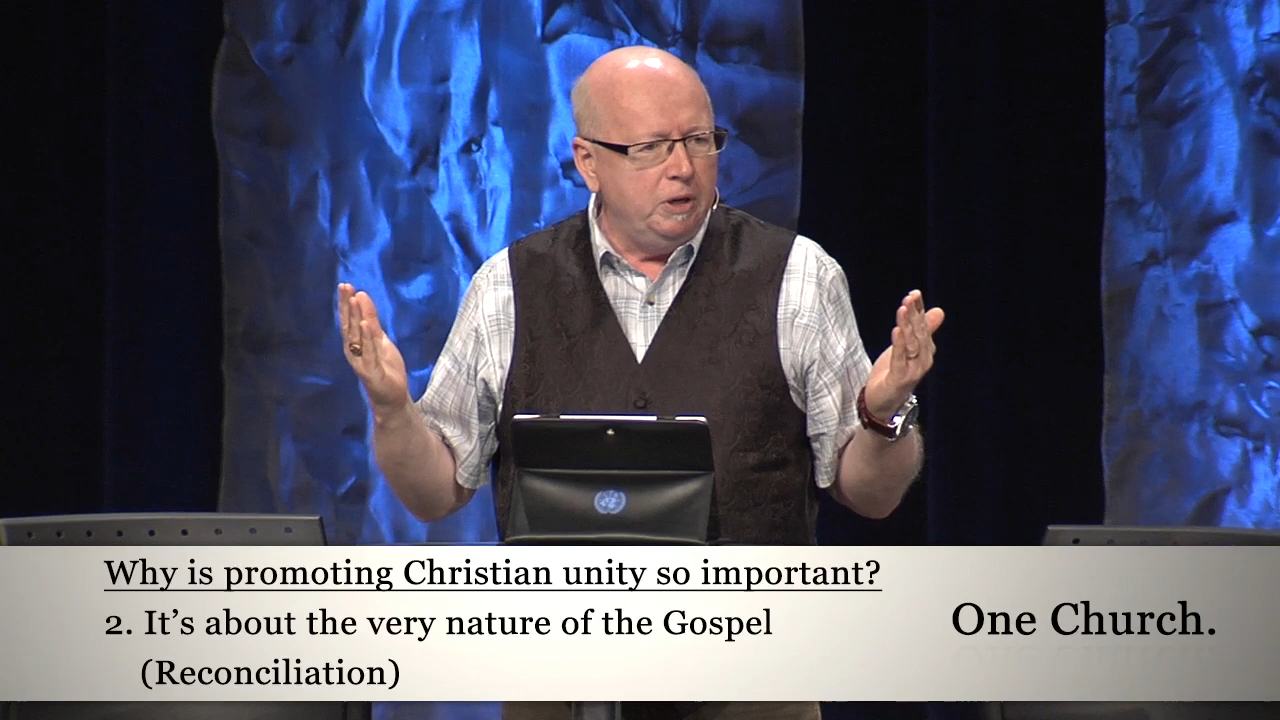 Why is promoting Christian unity so important?
2. It's about the very nature of the Gospel
(Reconciliation)
One Church.